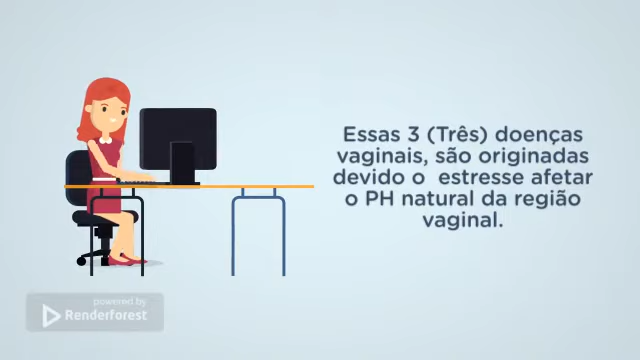 Essas 3 (Três) doenças
vaginais, são originadas
devido o  estresse afetar
o PH natural da região
vaginal.
powered by
Renderforest